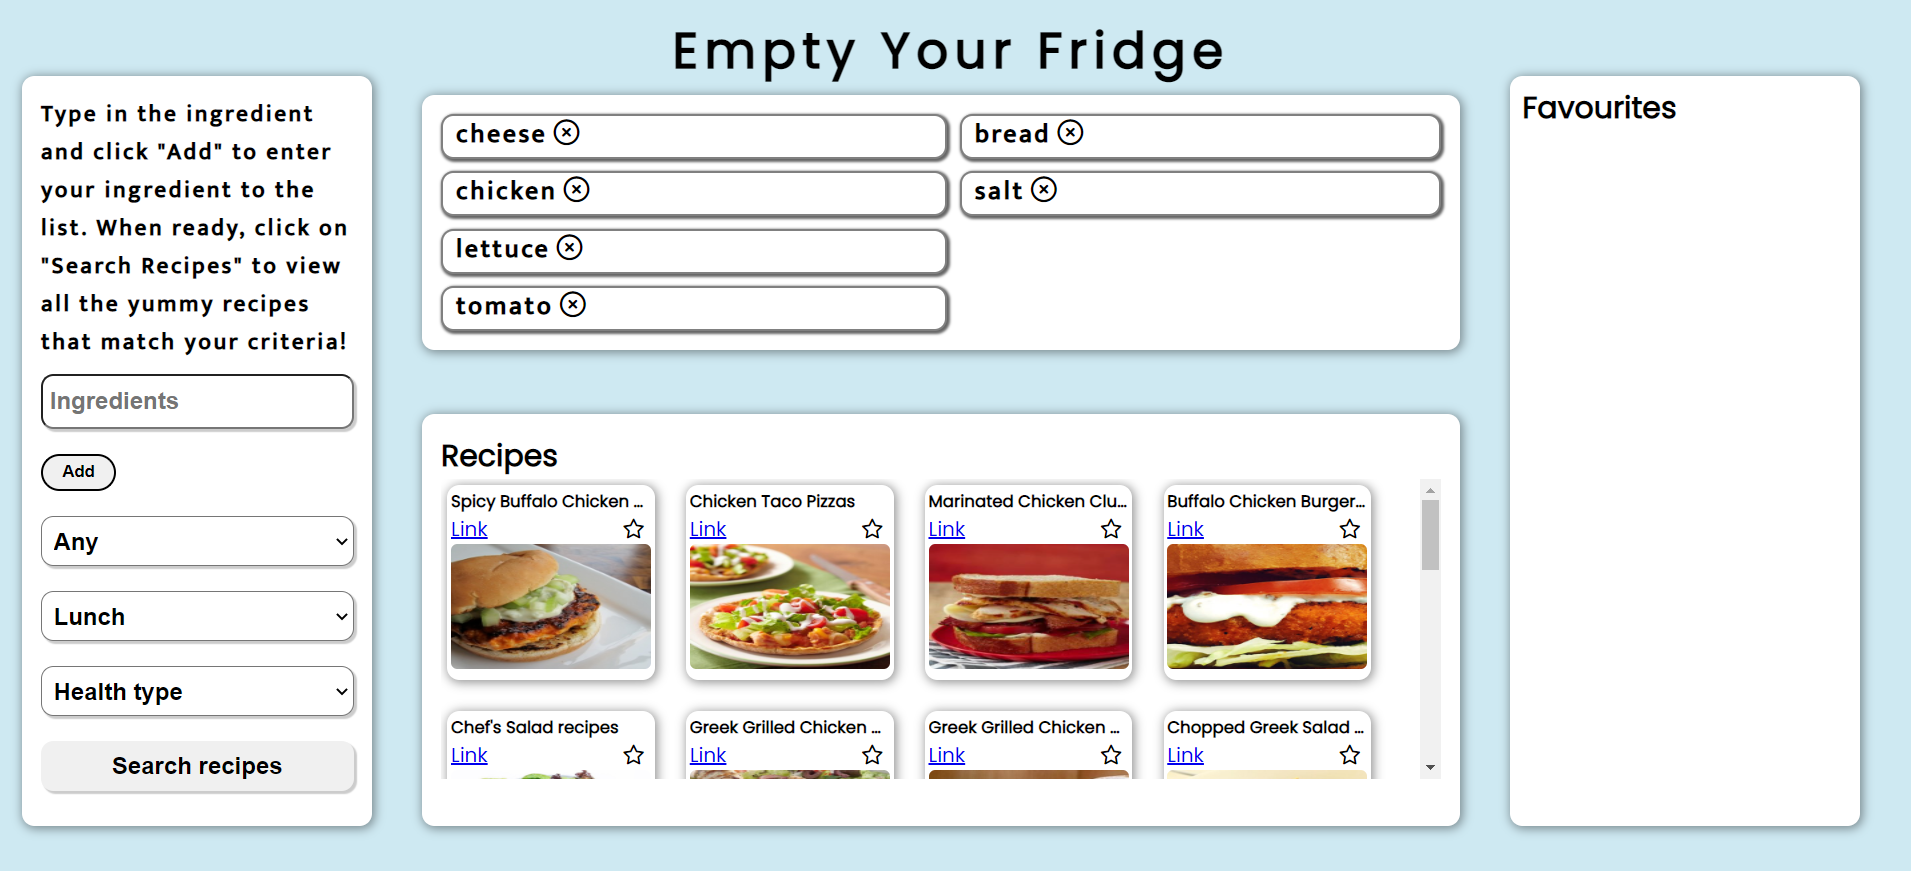 Empty Your Fridge
Type in the ingredient
and click "Add" to enter
your ingredient to the
list. When ready, click on
"Search Recipes" to view
all the yummy recipes
that match your criteria!
Ingredients
Add
Any
Lunch
Health type
Search recipes
cheese
bread
chicken
salt
lettuce
tomato
Recipes
Spicy Buffalo Chicken ...
Chicken Taco Pizzas
Marinated Chicken Clu...
Buffalo Chicken Burger...
Link
Link
Link
Link
Chef's Salad recipes
Greek Grilled Chicken ...
Greek Grilled Chicken ...
Chopped Greek Salad ...
Link
Link
Link
Link
Favourites